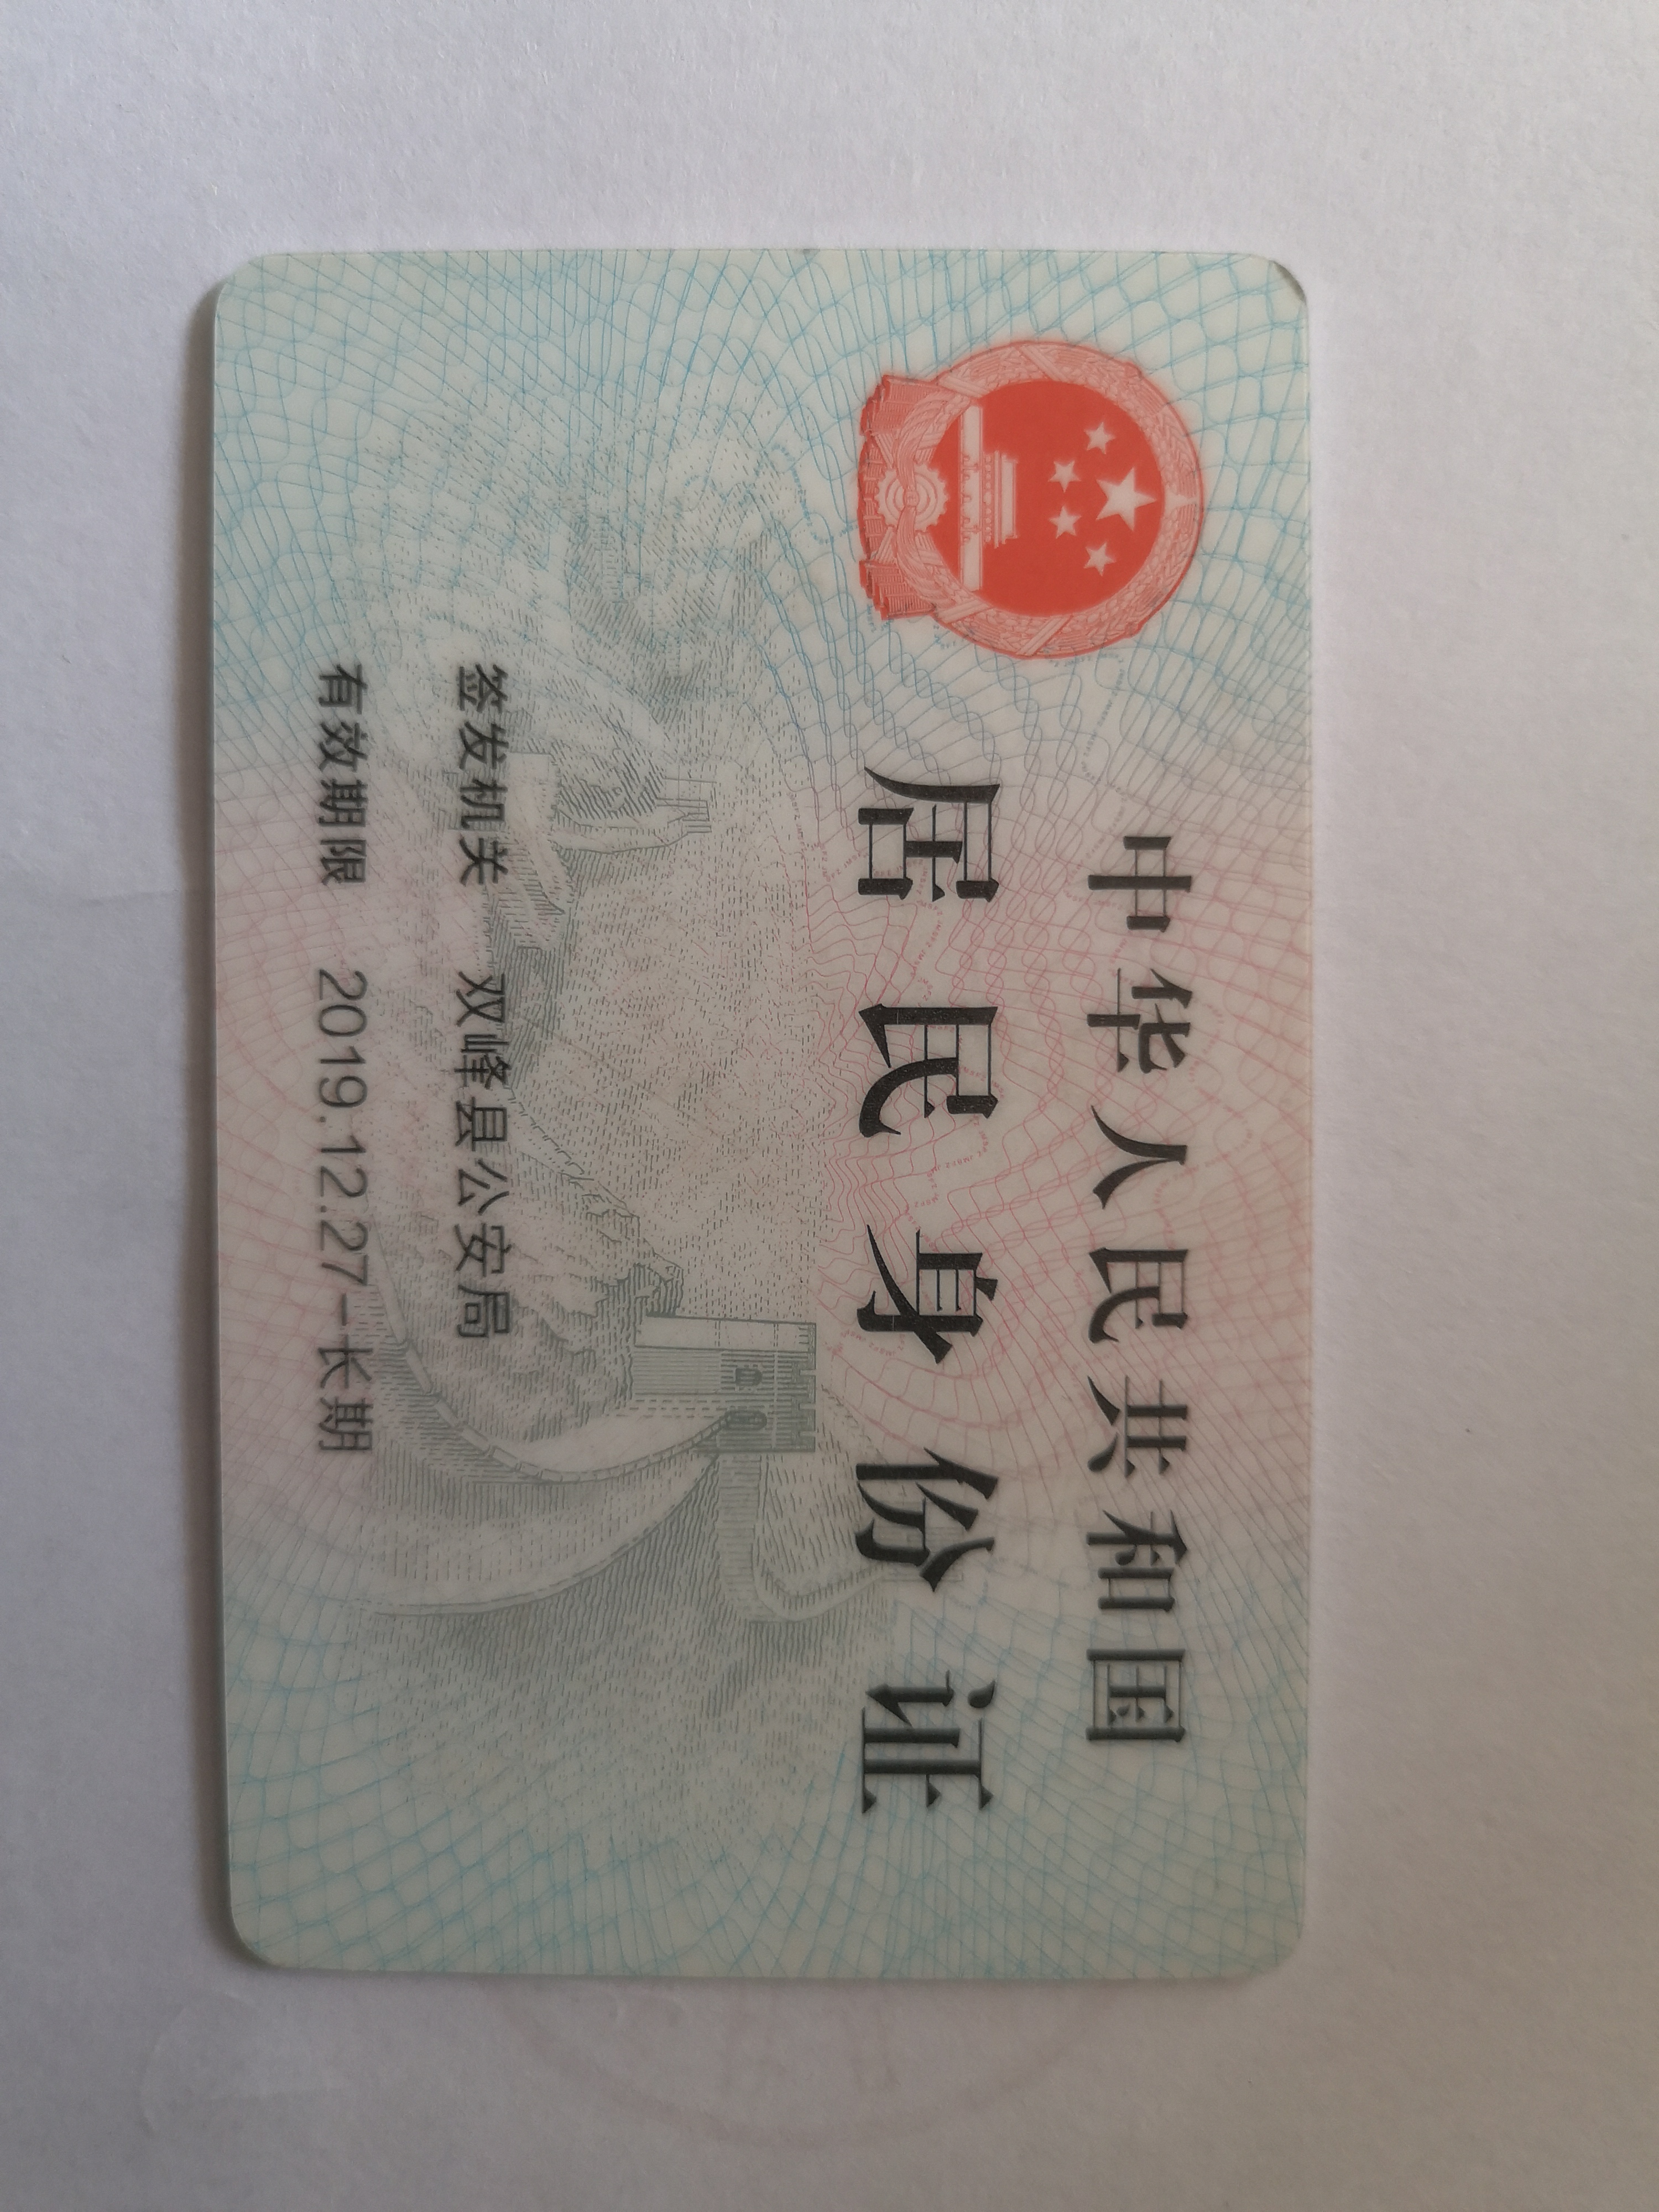 中华人民共和国
居民身份证
签发机关 双峰县公安局
有效期限 2019.12.27-长期